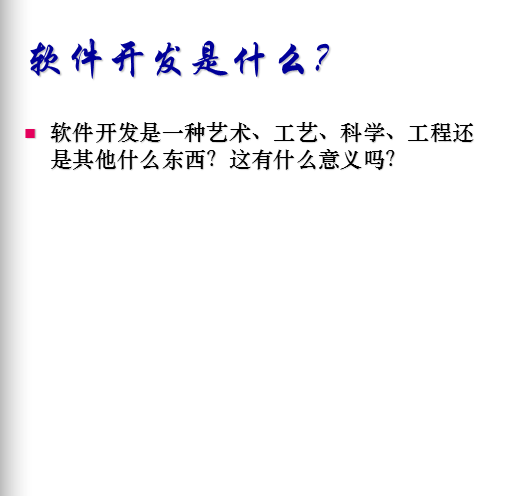 软件开发是什么?
软件开发是一种艺术、工艺、科学、工程还
是其他什么东西？这有什么意义吗？